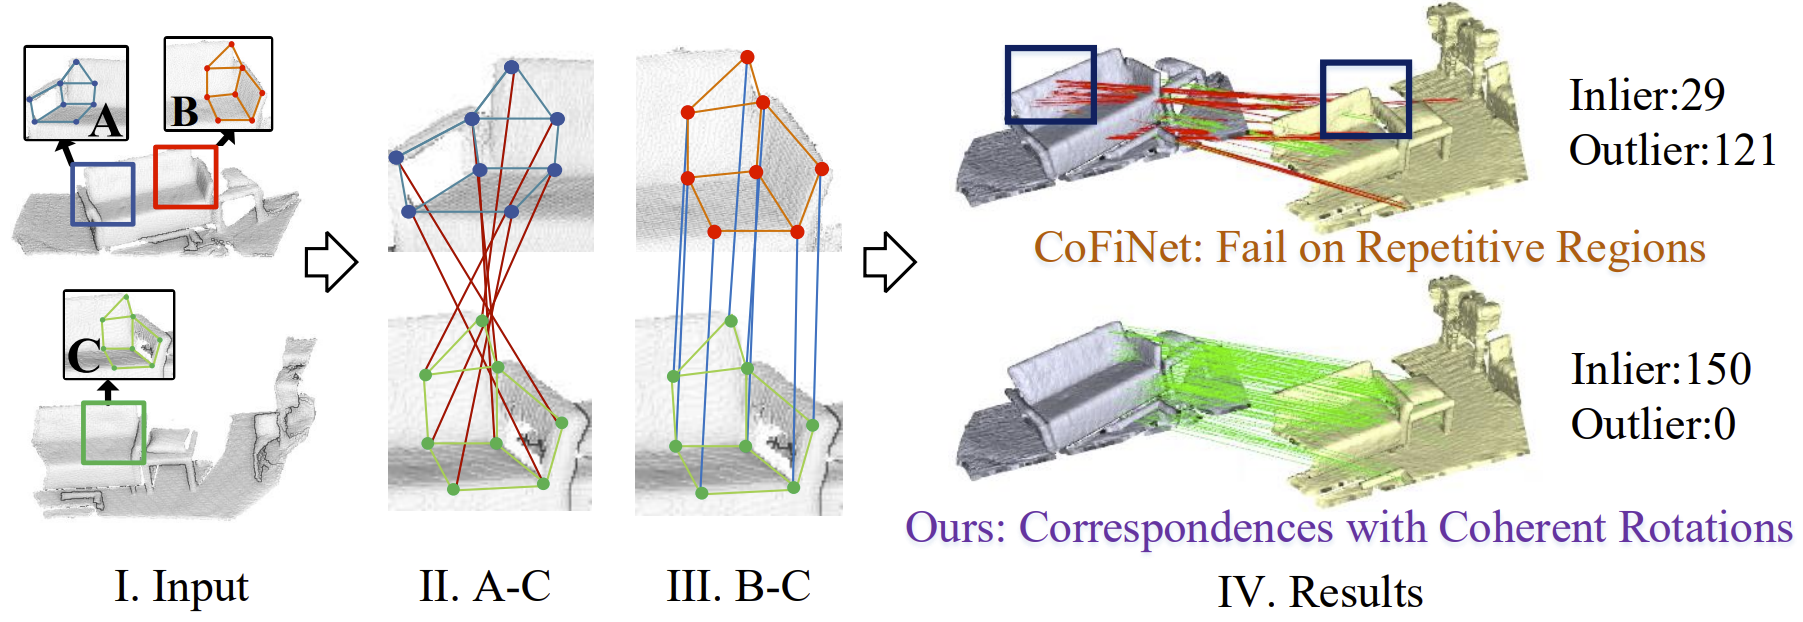 A
B
C
Inlier:29
Outlier:121
CoFiNet: Fail on Repetitive Regions
Inlier:150
Outlier:0
Ours: Correspondences with Coherent Rotations
I. Input
II. A-C
III. B-C
IV. Results